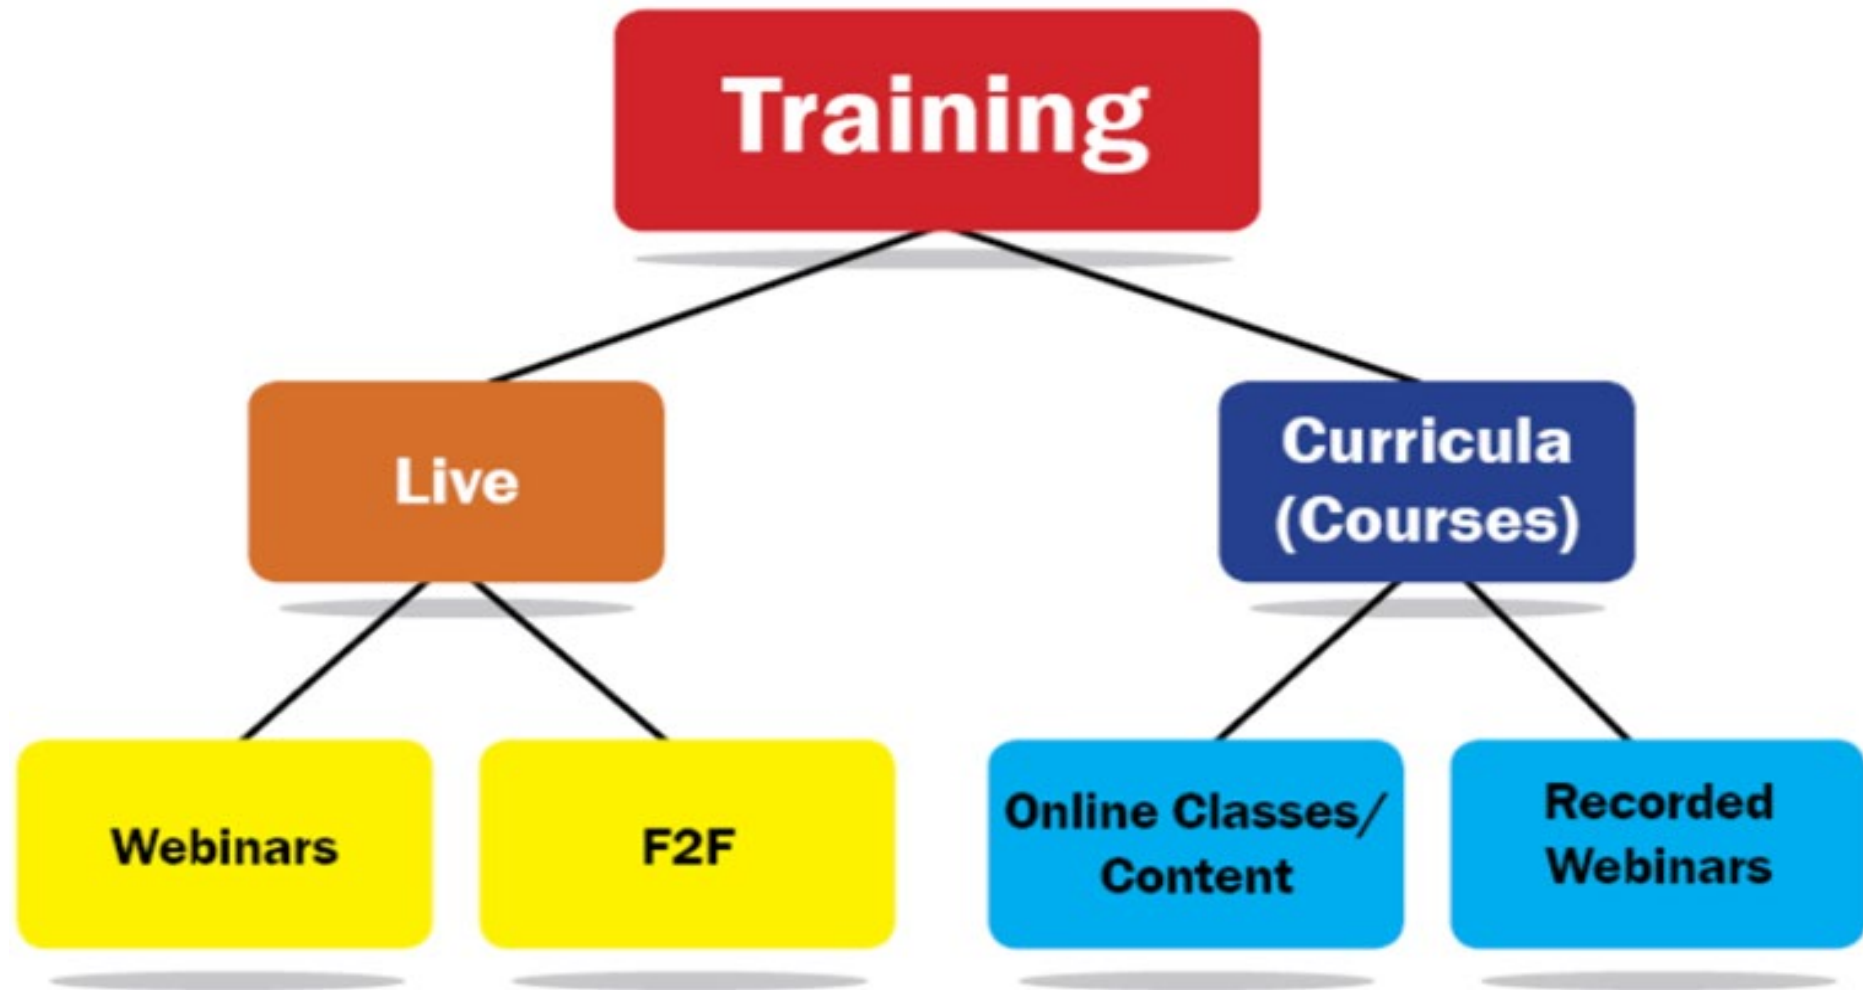 Training
Live
Curricula
(Courses)
Webinars
F2F
Online Classes/
Content
Recorded
Webinars